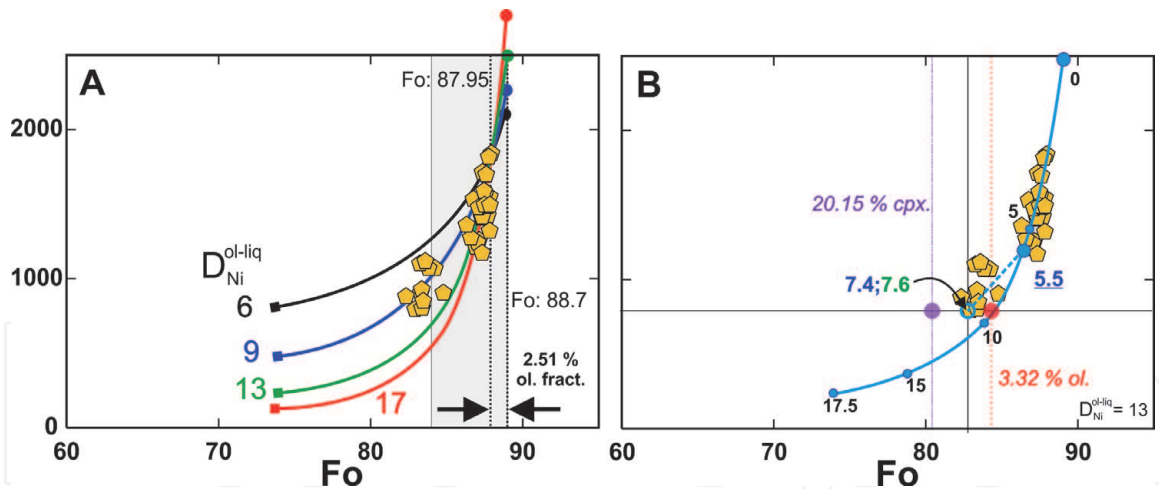 A
Fo: 87.95
2000
1000
0
D Ni ol-liq
6
9
13
17
Fo: 88.7
2.51 %
ol. fract.
60
70
80
90
Fo
B
0
20.15 % cpx.
5
5.5
7.4;7.6
10
15
17.5
3.32 % ol.
D Ni ol-liq = 13
60
70
80
90
Fo